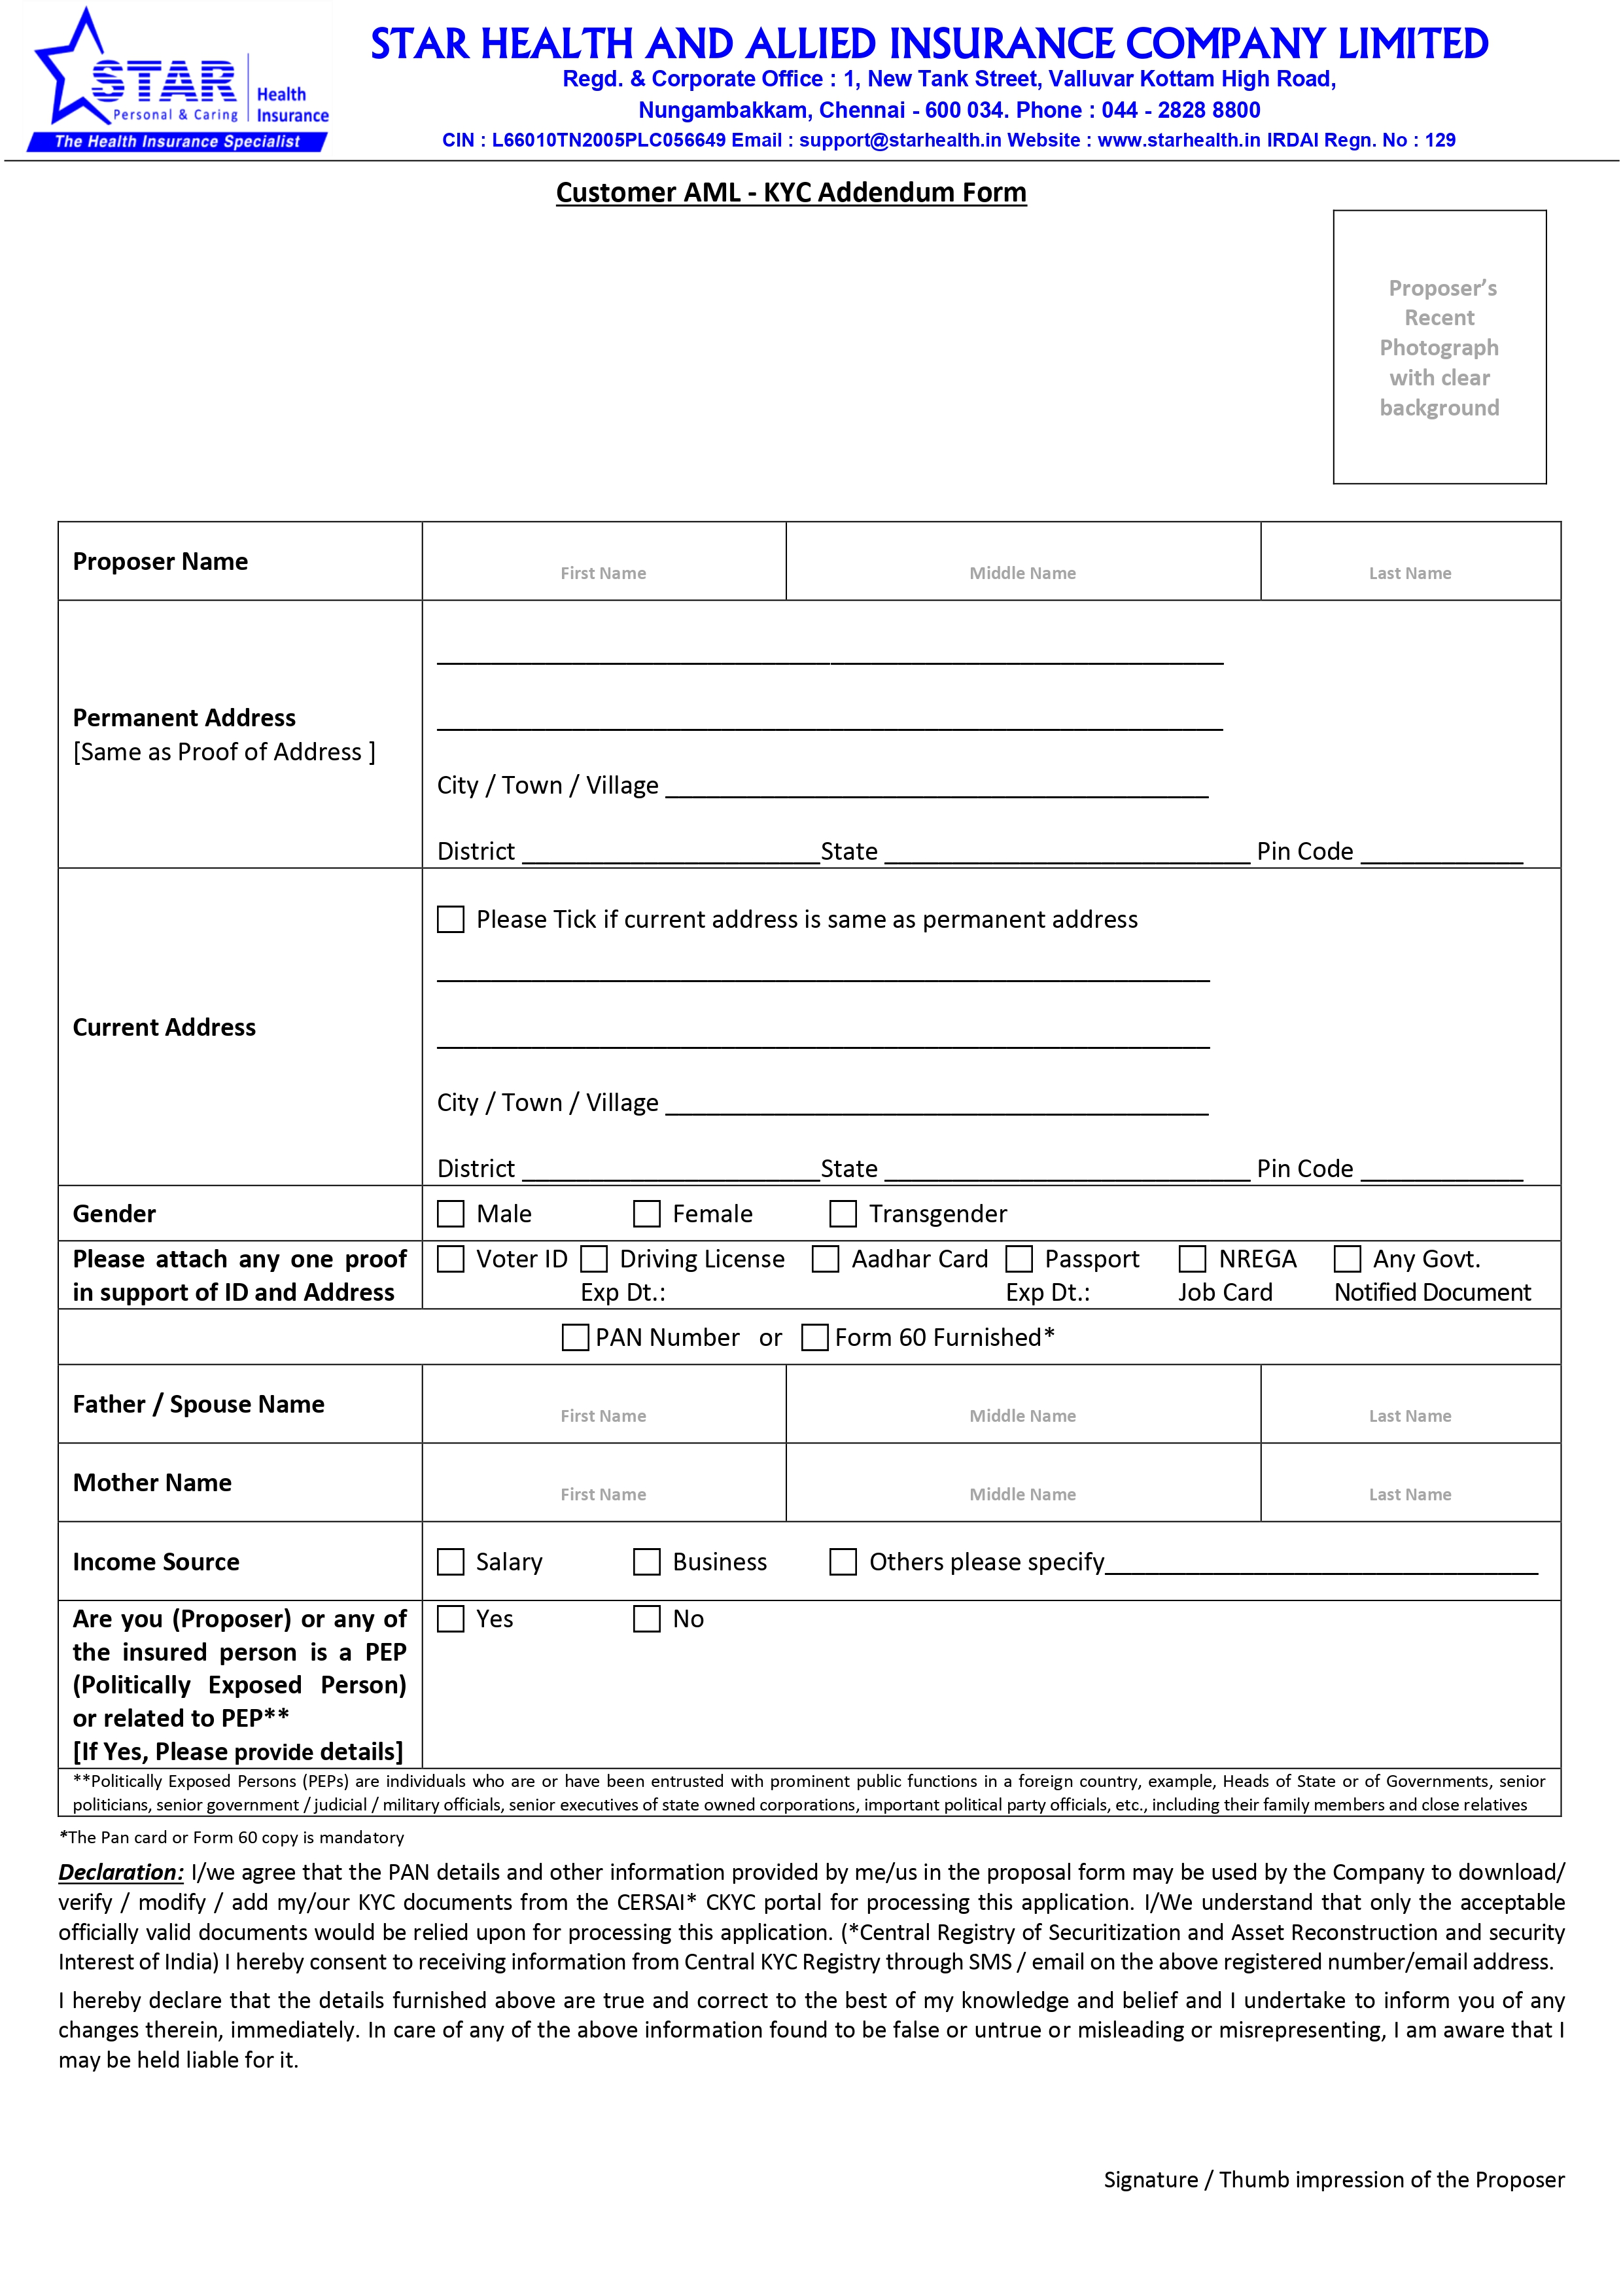 STAR
Personal & Caring
Health
Insurance
The Health Insurance Specialist
STAR HEALTH AND ALLIED INSURANCE COMPANY LIMITED
Regd. & Corporate Office : 1, New Tank Street, Valluvar Kottam High Road,
Nungambakkam, Chennai - 600 034. Phone : 044 - 2828 8800
CIN : L66010TN2005PLC056649 Email : support@starhealth.in Website : www.starhealth.in IRDAI Regn. No : 129
Customer AML - KYC Addendum Form
Proposer's
Recent
Photograph
with clear
background
Proposer Name First Name Middle Name Last Name
Permanent Address
[Same as Proof of Address ]
City / Town / Village
District State Pin Code
Current Address
Please Tick if current address is same as permanent address
City / Town / Village
District State Pin Code
Gender Male Female Transgender
Please attach any one proof
in support of ID and Address
Voter ID Driving License Aadhar Card Passport NREGA Any Govt.
Exp Dt.: Exp Dt.: Job Card Notified Document
PAN Number or Form 60 Furnished*
Father / Spouse Name First Name Middle Name Last Name
Mother Name First Name Middle Name Last Name
Income Source Salary Business Others please specify
Are you (Proposer) or any of
the insured person is a PEP
(Politically Exposed Person)
or related to PEP**
[If Yes, Please provide details]
Yes No
**Politically Exposed Persons (PEPs) are individuals who are or have been entrusted with prominent public functions in a foreign country, example, Heads of State or of Governments, senior
politicians, senior government / judicial / military officials, senior executives of state owned corporations, important political party officials, etc., including their family members and close relatives
*The Pan card or Form 60 copy is mandatory
Declaration: I/we agree that the PAN details and other information provided by me/us in the proposal form may be used by the Company to download/
verify / modify / add my/our KYC documents from the CERSAI* CKYC portal for processing this application. I/We understand that only the acceptable
officially valid documents would be relied upon for processing this application. (*Central Registry of Securitization and Asset Reconstruction and security
Interest of India) I hereby consent to receiving information from Central KYC Registry through SMS / email on the above registered number/email address.
I hereby declare that the details furnished above are true and correct to the best of my knowledge and belief and I undertake to inform you of any
changes therein, immediately. In care of any of the above information found to be false or untrue or misleading or misrepresenting, I am aware that I
may be held liable for it.
Signature / Thumb impression of the Proposer